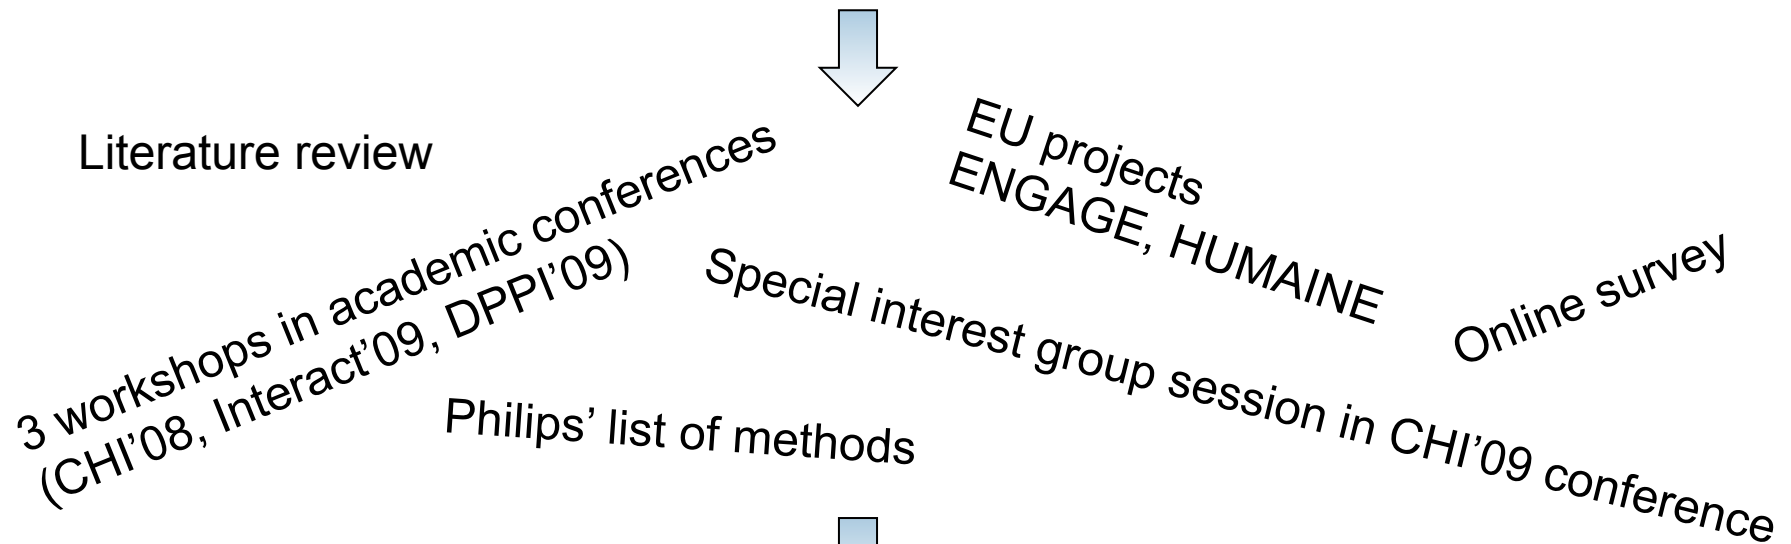 Literature review
3 workshops in academic conferences
(CHI’08, Interact’09, DPPI’09)
EU projects
ENGAGE, HUMAINE
Special interest group session in CHI’09 conference
Online survey
Philips’ list of methods